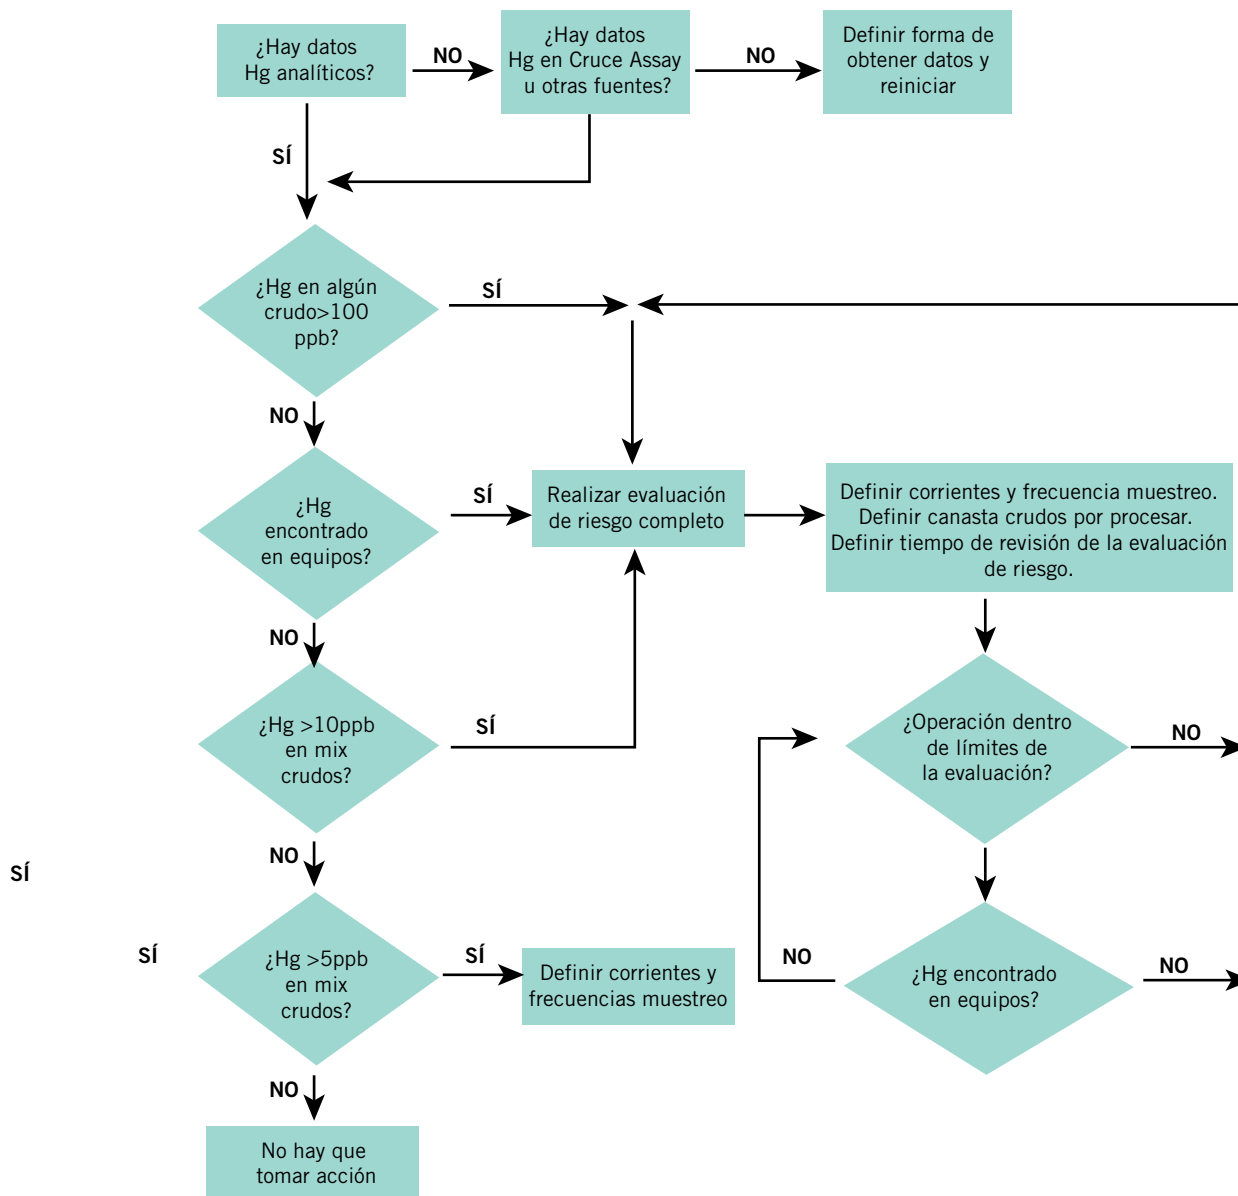 ¿Hay datos
Hg analíticos?
NO
¿Hay datos
Hg en Cruce Assay
u otras fuentes?
NO
Definir forma de
obtener datos y
reiniciar
SÍ
¿Hg en algún
crudo>100
ppb?
SÍ
NO
¿Hg
encontrado
en equipos?
SÍ
Realizar evaluación
de riesgo completo
Definir corrientes y frecuencia muestreo.
Definir canasta crudos por procesar.
Definir tiempo de revisión de la evaluación
de riesgo.
NO
¿Hg >10ppb
en mix
crudos?
SÍ
¿Operación dentro
de límites de
la evaluación?
NO
NO
SÍ
SÍ
¿Hg >5ppb
en mix
crudos?
SÍ
Definir corrientes y
frecuencias muestreo
NO
¿Hg encontrado
en equipos?
NO
NO
No hay que
tomar acción